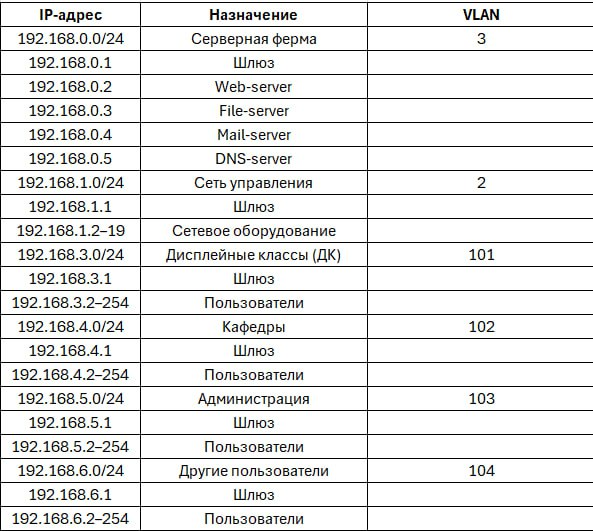 IP-адрес Назначение VLAN
192.168.0.0/24 Серверная ферма 3
192.168.0.1 Шлюз
192.168.0.2 Web-server
192.168.0.3 File-server
192.168.0.4 Mail-server
192.168.0.5 DNS-server
192.168.1.0/24 Сеть управления 2
192.168.1.1 Шлюз
192.168.1.2–19 Сетевое оборудование
192.168.3.0/24 Дисплейные классы (ДК) 101
192.168.3.1 Шлюз
192.168.3.2–254 Пользователи
192.168.4.0/24 Кафедры 102
192.168.4.1 Шлюз
192.168.4.2–254 Пользователи
192.168.5.0/24 Администрация 103
192.168.5.1 Шлюз
192.168.5.2–254 Пользователи
192.168.6.0/24 Другие пользователи 104
192.168.6.1 Шлюз
192.168.6.2–254 Пользователи